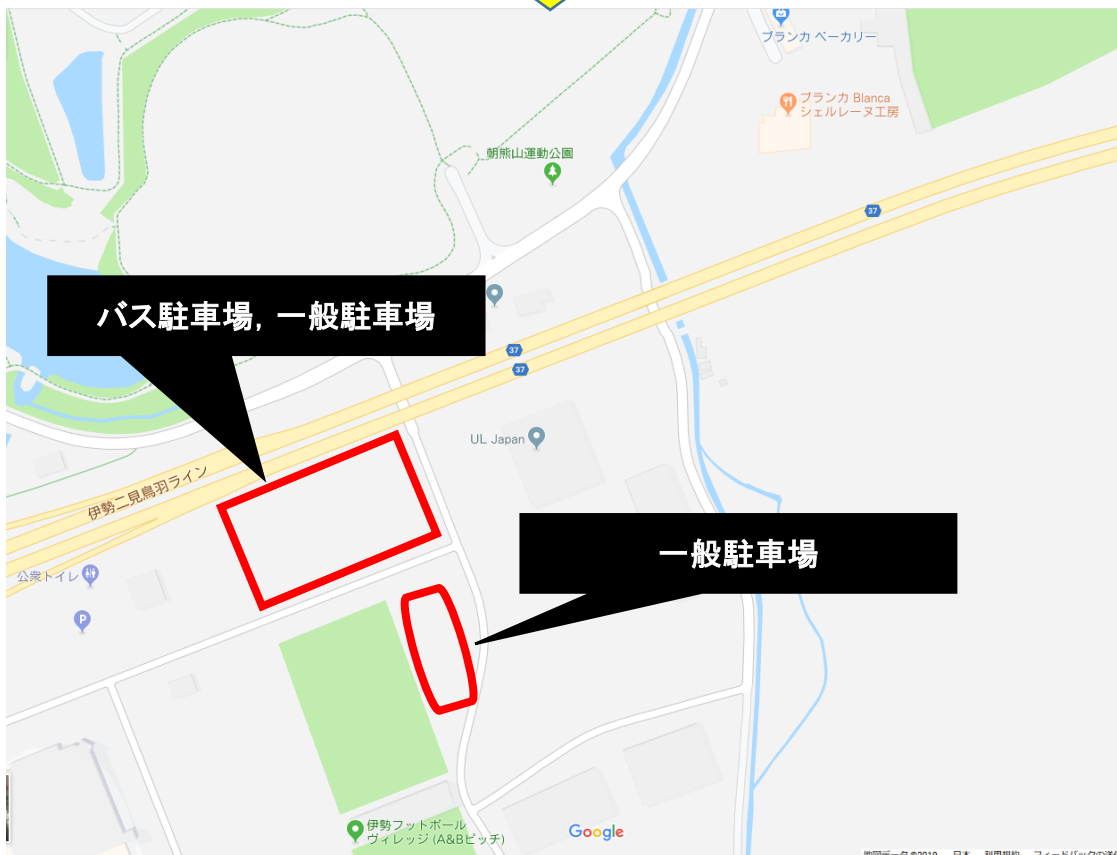 ブランカ ベーカリー
ブランカ Blanca
シェルレーヌ工房
朝熊山運動公園
37
バス駐車場, 一般駐車場
37
37
UL Japan
伊勢二見鳥羽ライン
一般駐車場
公衆トイレ
P
伊勢フットボール
ヴィレッジ (A&Bピッチ)
Google